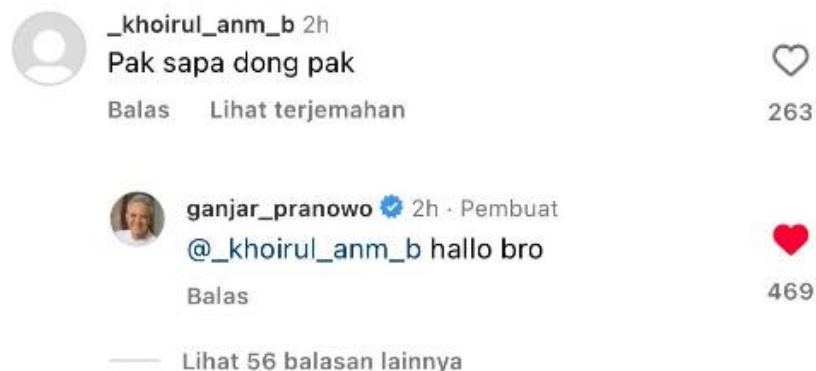 _khoirul_anm_b 2h
Pak sapa dong pak
Balas Lihat terjemahan
263
ganjar_pranowo 2h · Pembuat
@_khoirul_anm_b hallo bro
Balas
469
Lihat 56 balasan lainnya